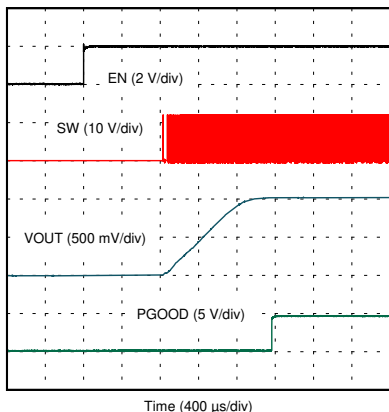 EN (2 V/div)
SW (10 V/div)
VOUT (500 mV/div)
PGOOD (5 V/div)
Time (400 μs/div)